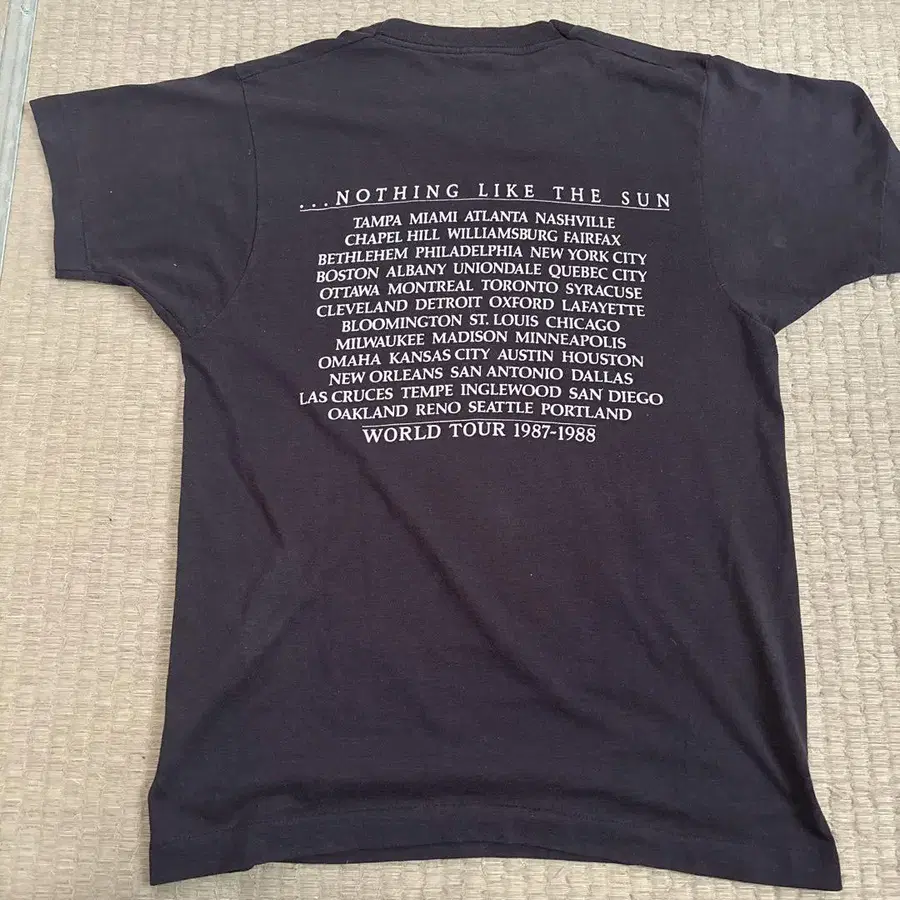 ...NOTHING LIKE THE SUN
TAMPA MIAMI ATLANTA NASHVILLE
CHAPEL HILL WILLIAMSBURG FAIRFAX
BETHLEHEM PHILADELPHIA NEW YORK CITY
BOSTON ALBANY UNIONDALE QUEBEC CITY
OTTAWA MONTREAL TORONTO SYRACUSE
CLEVELAND DETROIT OXFORD LAFAYETTE
BLOOMINGTON ST. LOUIS CHICAGO
MILWAUKEE MADISON MINNEAPOLIS
OMAHA KANSAS CITY AUSTIN HOUSTON
NEW ORLEANS SAN ANTONIO DALLAS
LAS CRUCES TEMPE INGLEWOOD SAN DIEGO
OAKLAND RENO SEATTLE PORTLAND
WORLD TOUR 1987-1988